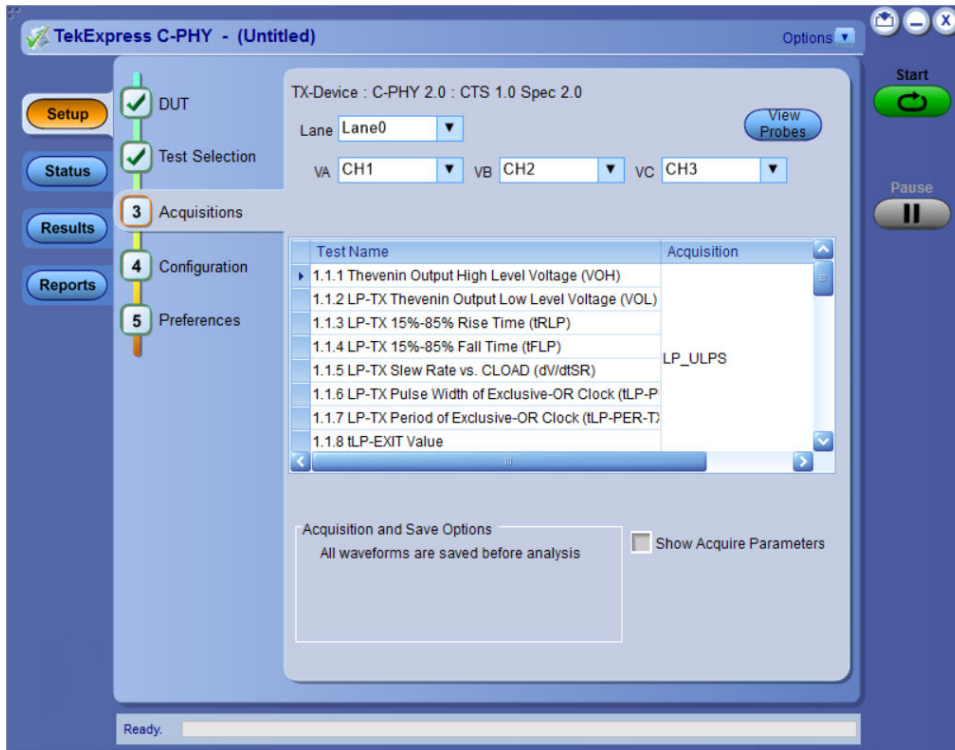 TekExpress C-PHY - (Untitled)
Options
X
Start
Pause
Setup
Status
Results
Reports
DUT
Test Selection
3 Acquisitions
4 Configuration
5 Preferences
TX-Device : C-PHY 2.0 : CTS 1.0 Spec 2.0
Lane Lane0
View
Probes
VA CH1 VB CH2 VC CH3
Test Name Acquisition
1.1.1 Thevenin Output High Level Voltage (VOH)
1.1.2 LP-TX Thevenin Output Low Level Voltage (VOL)
1.1.3 LP-TX 15%-85% Rise Time (tRLP)
1.1.4 LP-TX 15%-85% Fall Time (tFLP)
LP_ULPS
1.1.5 LP-TX Slew Rate vs. CLOAD (dV/dtSR)
1.1.6 LP-TX Pulse Width of Exclusive-OR Clock (tLP-P
1.1.7 LP-TX Period of Exclusive-OR Clock (tLP-PER-T
1.1.8 tLP-EXIT Value
Acquisition and Save Options
All waveforms are saved before analysis
Show Acquire Parameters
Ready.